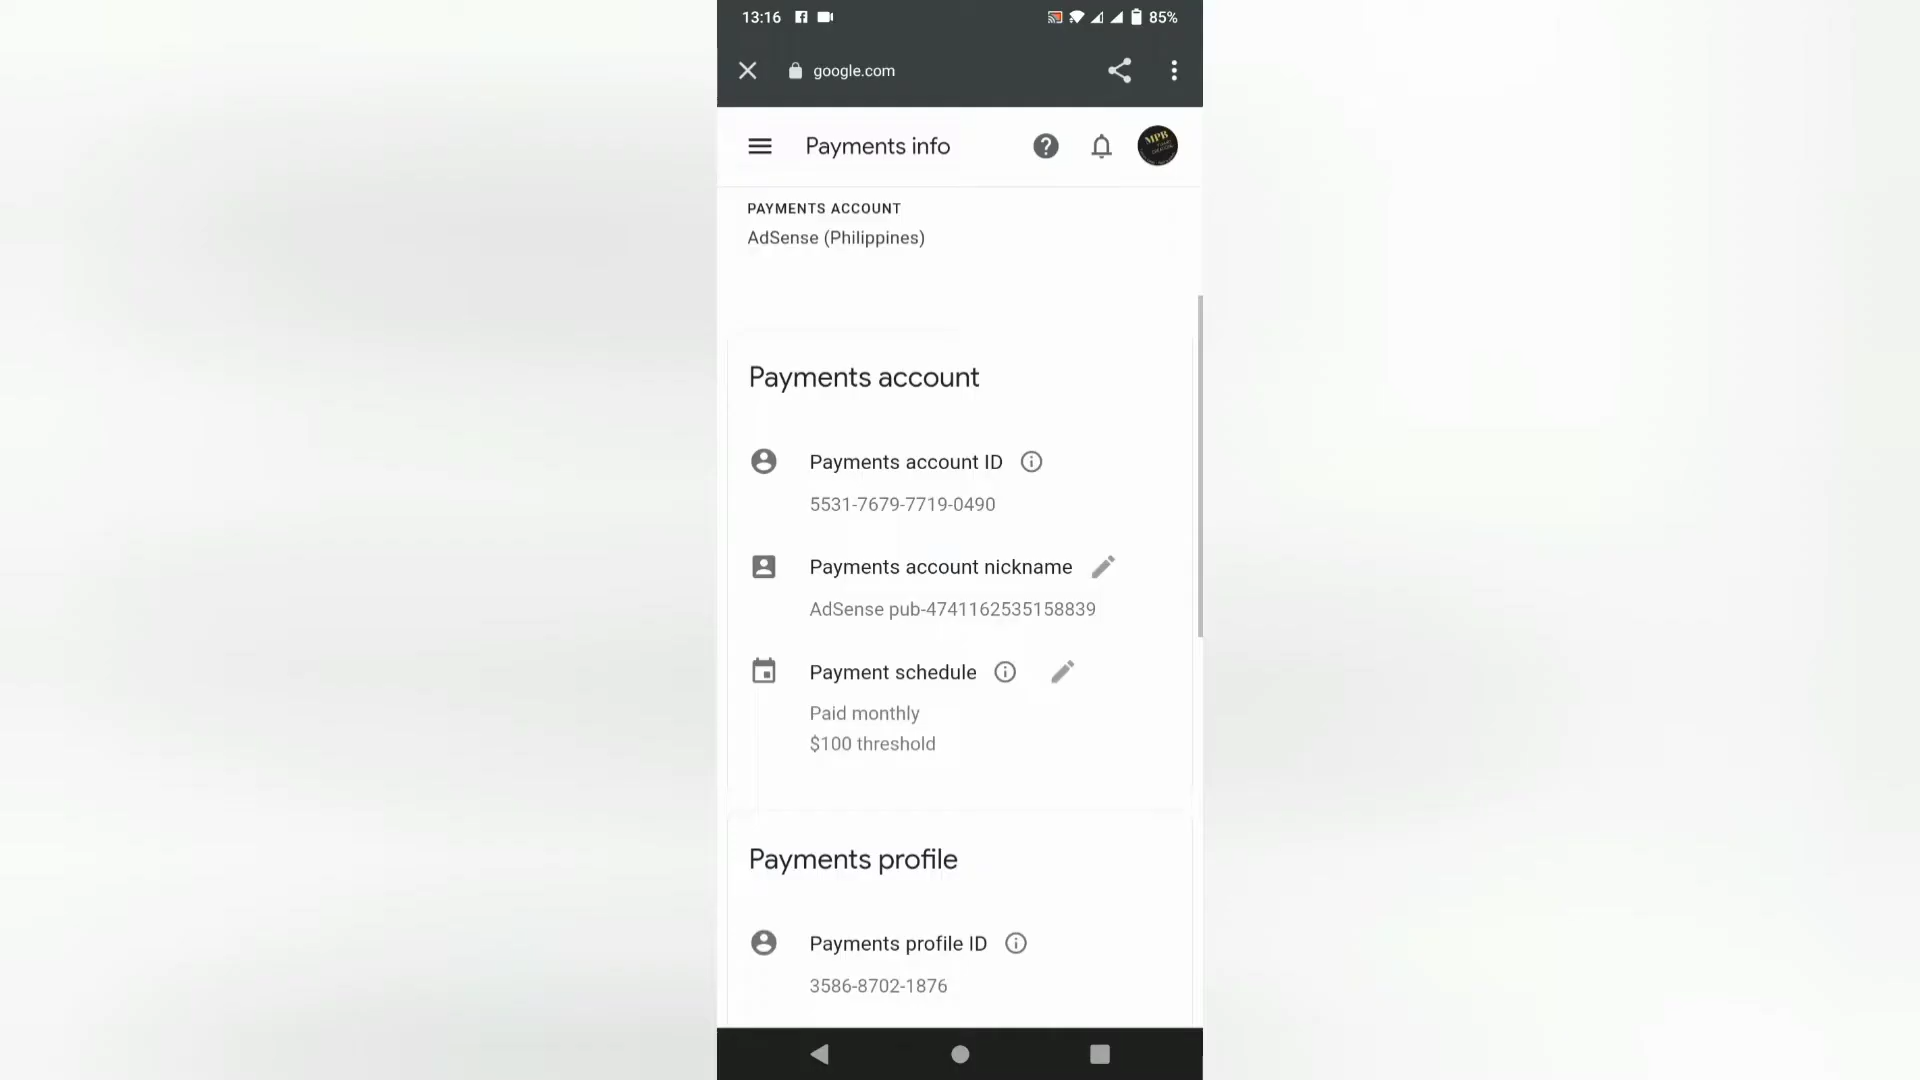 13:16
85%
google.com
Payments info
MPB
PAYMENTS ACCOUNT
AdSense (Philippines)
Payments account
Payments account ID
5531-7679-7719-0490
Payments account nickname
AdSense pub-4741162535158839
Payment schedule
Paid monthly
$100 threshold
Payments profile
Payments profile ID
3586-8702-1876